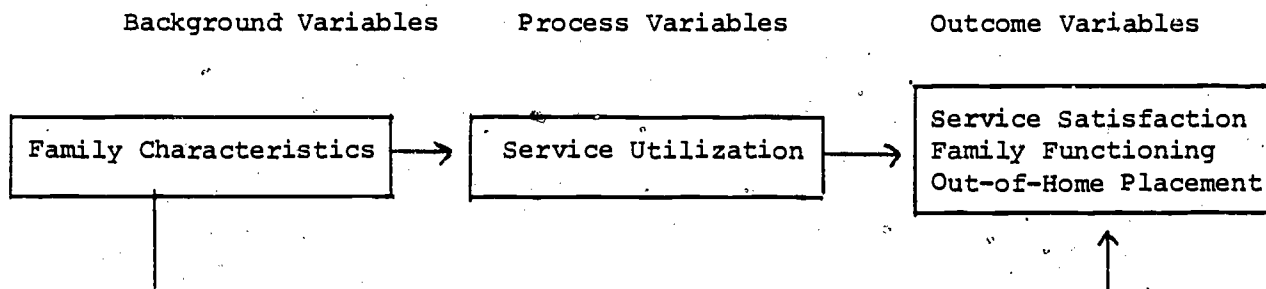 Background Variables Process Variables Outcome Variables
Family Characteristics
Service Utilization
Service Satisfaction
Family Functioning
Out-of-Home Placement